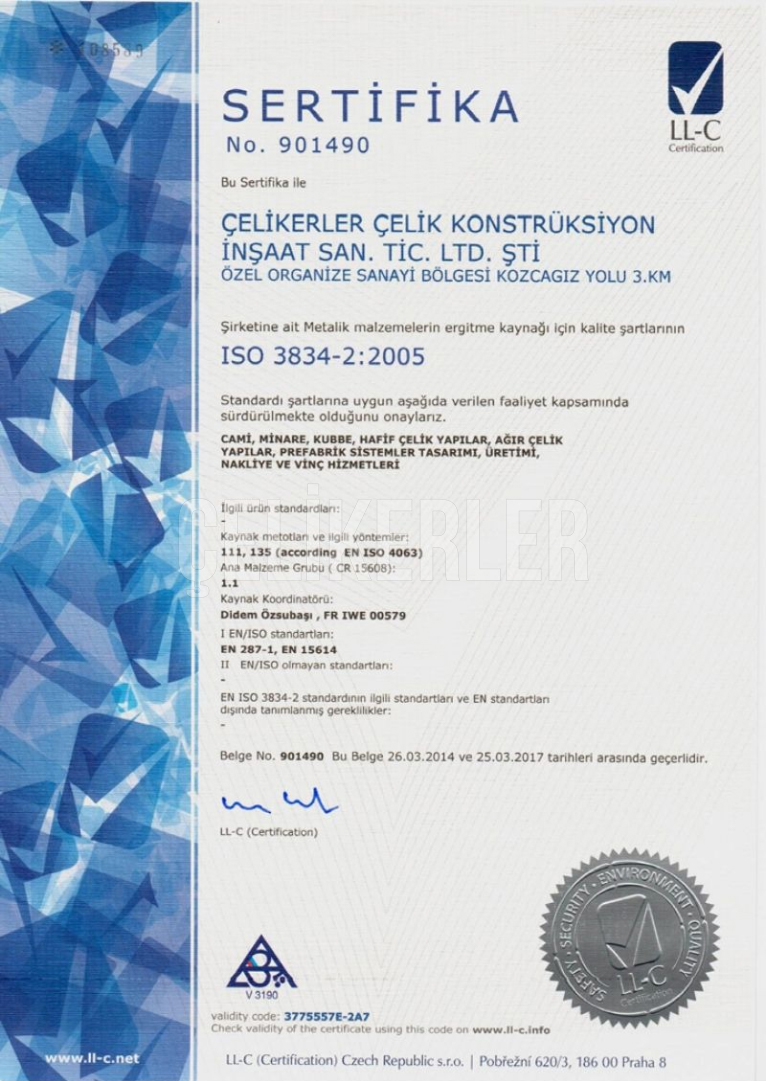 SERTİFİKA
No. 901490
LL-C
Certification
Bu Sertifika ile
ÇELİKERLER ÇELİK KONSTRÜKSİYON
İNŞAAT SAN. TİC. LTD. ŞTİ
ÖZEL ORGANİZE SANAYİ BÖLGESİ KOZCAGIZ YOLU 3.KM
Şirketine ait Metalik malzemelerin ergitme kaynağı için kalite şartlarının
ISO 3834-2:2005
Standardı şartlarına uygun aşağıda verilen faaliyet kapsamında
sürdürülmekte olduğunu onaylarız.
CAMİ, MİNARE, KUBBE, HAFİF ÇELİK YAPILAR, AĞIR ÇELİK
YAPILAR, PREFABRİK SİSTEMLER TASARIMI, ÜRETİMİ,
NAKLİYE VE VİNÇ HİZMETLERİ
İlgili ürün standardları:
-
ÇELİKERLER
Kaynak metotları ve ilgili yöntemler:
111, 135 (according EN ISO 4063)
Ana Malzeme Grubu ( CR 15608):
1.1
Kaynak Koordinatörü:
Didem Özsubaşı , FR IWE 00579
I EN/ISO standartları:
EN 287-1, EN 15614
II EN/ISO olmayan standartları:
-
EN ISO 3834-2 standardının ilgili standartları ve EN standartları
dışında tanımlanmış gereklilikler:
-
Belge No. 901490 Bu Belge 26.03.2014 ve 25.03.2017 tarihleri arasında geçerlidir.
LL-C (Certification)
SAFETY · SECURITY · ENVIRONMENT · QUALITY
LL-C
Certification
V 3190
validity code: 3775557E-2A7
Check validity of the certificate using this code on www.ll-c.info
www.ll-c.net
LL-C (Certification) Czech Republic s.r.o. | Pobřežní 620/3, 186 00 Praha 8